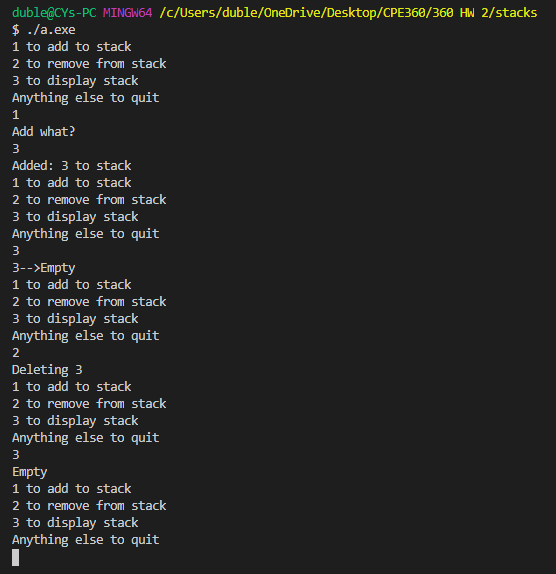 duble@CYs-PC MINGW64 /c/Users/duble/OneDrive/Desktop/CPE360/360 HW 2/stacks
$ ./a.exe
1 to add to stack
2 to remove from stack
3 to display stack
Anything else to quit
1
Add what?
3
Added: 3 to stack
1 to add to stack
2 to remove from stack
3 to display stack
Anything else to quit
3
3-->Empty
1 to add to stack
2 to remove from stack
3 to display stack
Anything else to quit
2
Deleting 3
1 to add to stack
2 to remove from stack
3 to display stack
Anything else to quit
3
Empty
1 to add to stack
2 to remove from stack
3 to display stack
Anything else to quit